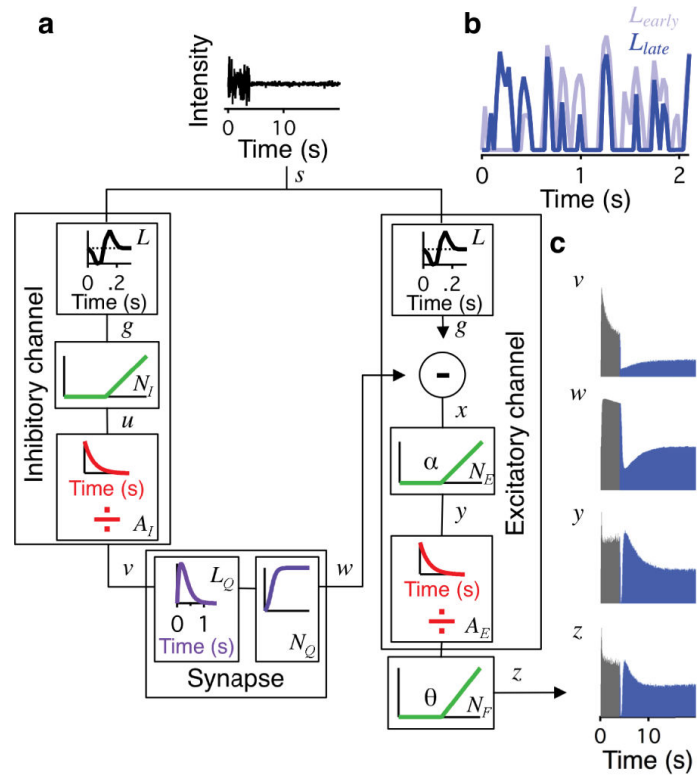 a
Intensity
0 10
Time (s)
s
b
L_early
L_late
0 1 2
Time (s)
Inhibitory channel
L
0 .2
Time (s)
g
N_I
u
Time (s)
÷ A_I
v
L_Q
0 1
Time (s)
N_Q
Synapse
w
Excitatory channel
L
0 .2
Time (s)
g
-
x
α N_E
y
Time (s)
÷ A_E
θ N_F
z
c
v
w
y
z
0 10
Time (s)